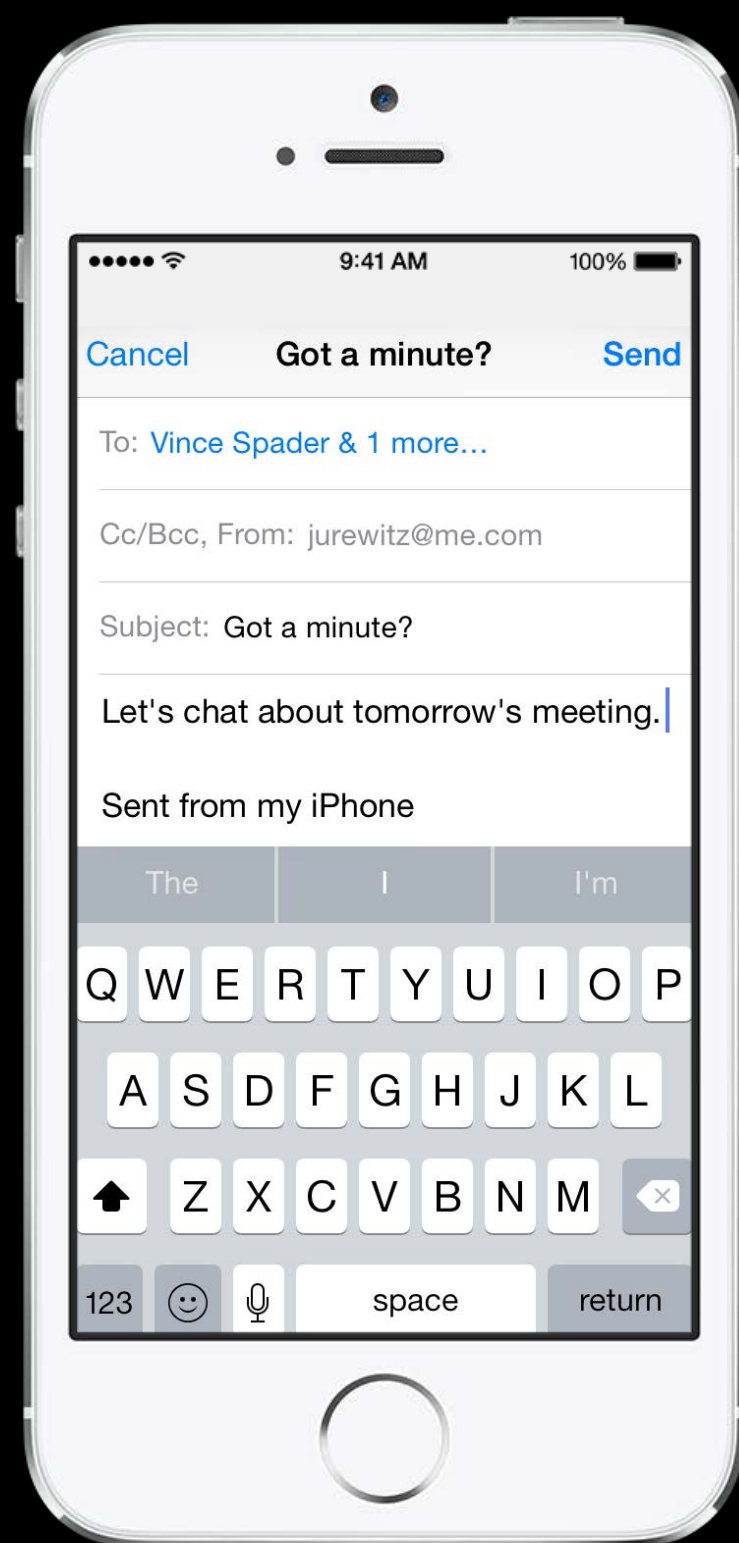 9:41 AM 100%
Cancel Got a minute? Send
To: Vince Spader & 1 more...
Cc/Bcc, From: jurewitz@me.com
Subject: Got a minute?
Let's chat about tomorrow's meeting.
Sent from my iPhone
The I I'm
Q W E R T Y U I O P
A S D F G H J K L
Z X C V B N M
123 space return